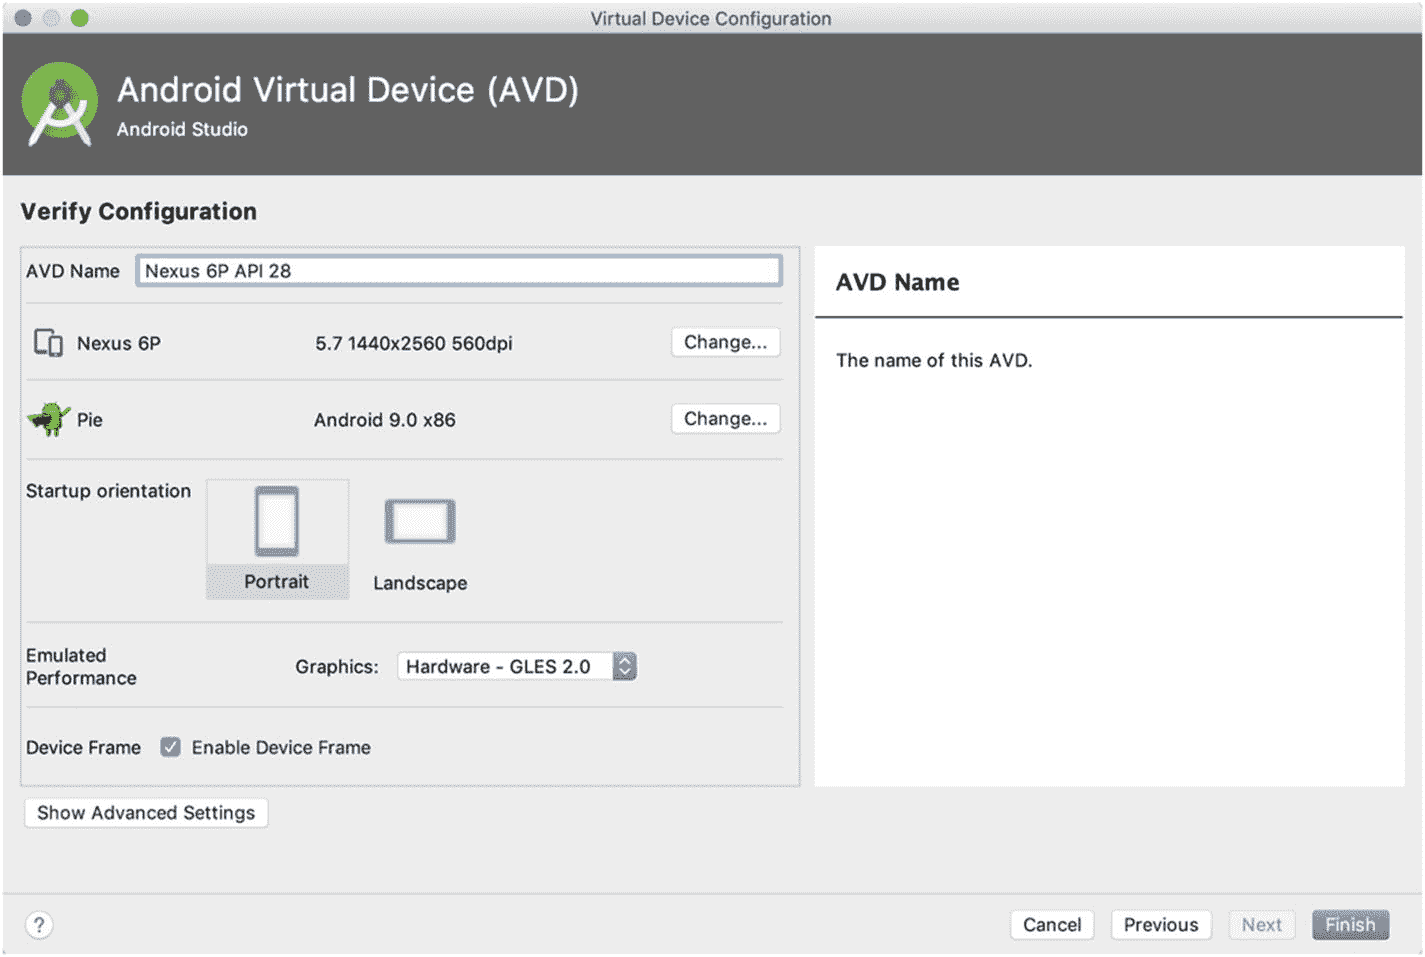 Virtual Device Configuration
Android Virtual Device (AVD)
Android Studio
Verify Configuration
AVD Name
Nexus 6P API 28
Nexus 6P
5.7 1440x2560 560dpi
Change...
Pie
Android 9.0 x86
Change...
Startup orientation
Portrait
Landscape
Emulated
Performance
Graphics:
Hardware - GLES 2.0
Device Frame
Enable Device Frame
Show Advanced Settings
AVD Name
The name of this AVD.
?
Cancel
Previous
Next
Finish